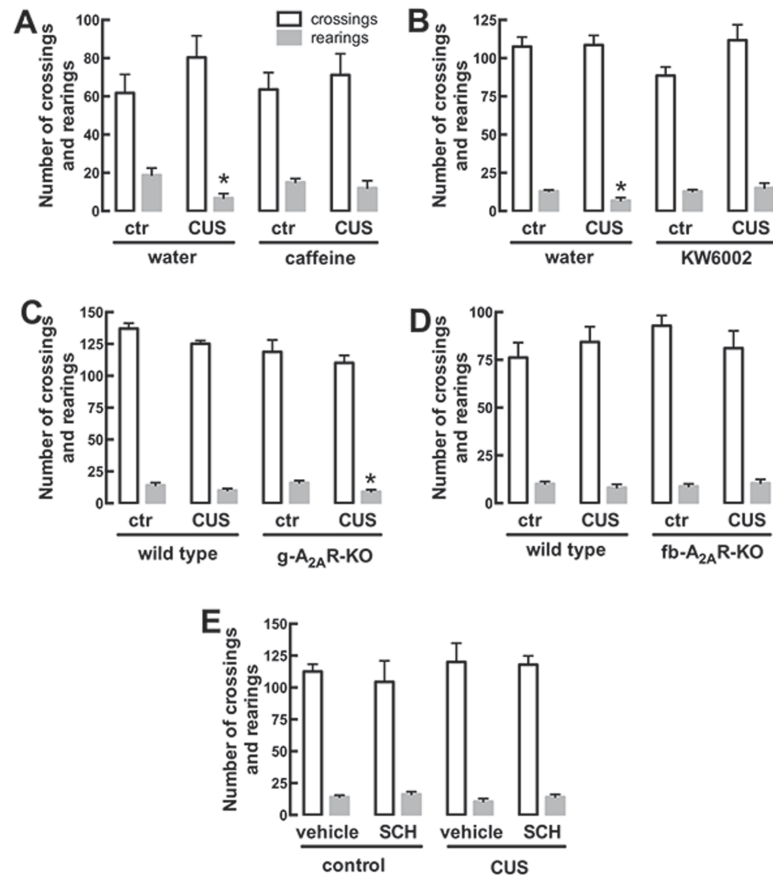 A
Number of crossings
and rearings
80
60
40
20
0
crossings
rearings
*
ctr CUS ctr CUS
water caffeine
B
Number of crossings
and rearings
125
100
75
50
25
0
*
ctr CUS ctr CUS
water KW6002
C
Number of crossings
and rearings
150
125
100
75
50
25
0
*
ctr CUS ctr CUS
wild type g-A2AR-KO
D
Number of crossings
and rearings
100
75
50
25
0
ctr CUS ctr CUS
wild type fb-A2AR-KO
E
Number of crossings
and rearings
150
125
100
75
50
25
0
vehicle SCH vehicle SCH
control CUS